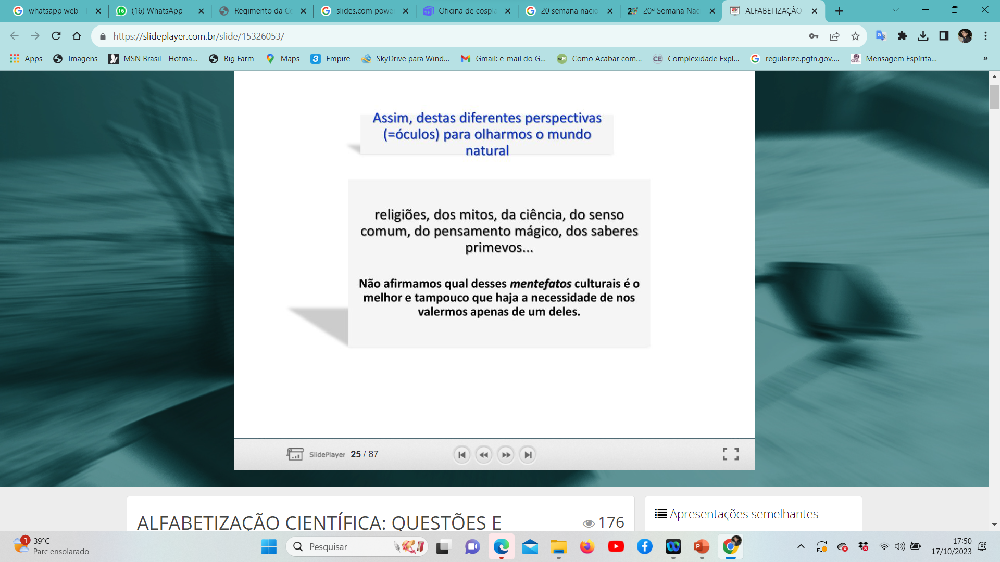 whatsapp web -
(16) WhatsApp
Regimento da Co
slides.com powe
Oficina de cospla
20 semana nacio
20ª Semana Naci
ALFABETIZAÇÃO
https://slideplayer.com.br/slide/15326053/
Apps
Imagens
MSN Brasil - Hotma...
Big Farm
Maps
Empire
SkyDrive para Wind...
Gmail: e-mail do G...
Como Acabar com...
Complexidade Expl...
regularize.pgfn.gov....
Mensagem Espírita...
»
Assim, destas diferentes perspectivas
(=óculos) para olharmos o mundo
natural
religiões, dos mitos, da ciência, do senso
comum, do pensamento mágico, dos saberes
primevos...
Não afirmamos qual desses mentefatos culturais é o
melhor e tampouco que haja a necessidade de nos
valermos apenas de um deles.
SlidePlayer 25 / 87
ALFABETIZAÇÃO CIENTÍFICA: QUESTÕES E
176
Apresentações semelhantes
1
39°C
Parc ensolarado
Pesquisar
17:50
17/10/2023